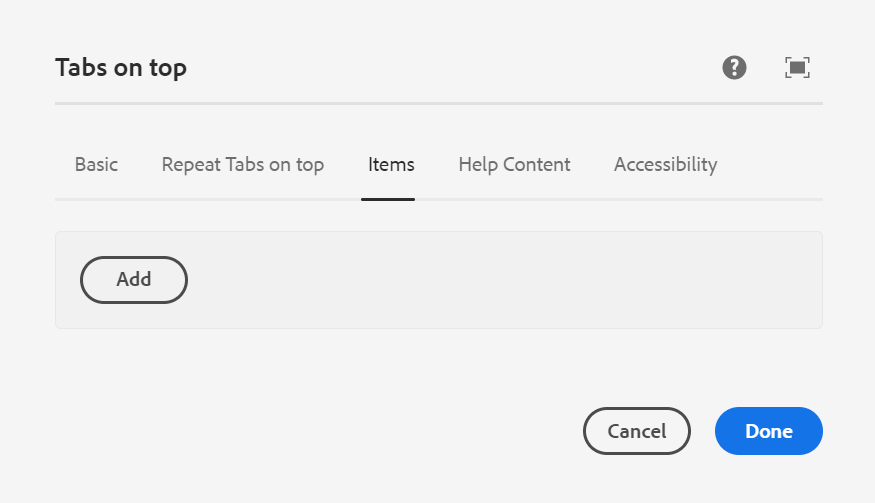 Tabs on top
Basic Repeat Tabs on top Items Help Content Accessibility
Add
Cancel Done